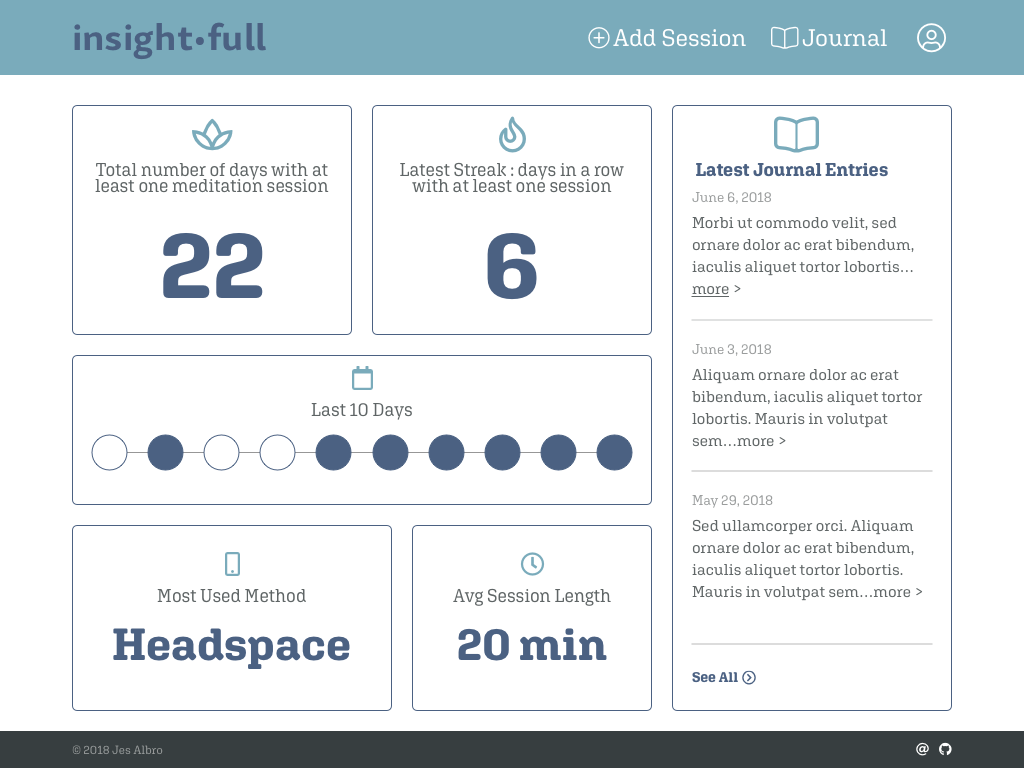 insight•full
Add Session
Journal
Total number of days with at
least one meditation session
22
Latest Streak : days in a row
with at least one session
6
Last 10 Days
Most Used Method
Headspace
Avg Session Length
20 min
Latest Journal Entries
June 6, 2018
Morbi ut commodo velit, sed
ornare dolor ac erat bibendum,
iaculis aliquet tortor lobortis...
more >
June 3, 2018
Aliquam ornare dolor ac erat
bibendum, iaculis aliquet tortor
lobortis. Mauris in volutpat
sem...more >
May 29, 2018
Sed ullamcorper orci. Aliquam
ornare dolor ac erat bibendum,
iaculis aliquet tortor lobortis.
Mauris in volutpat sem...more >
See All
© 2018 Jes Albro
@